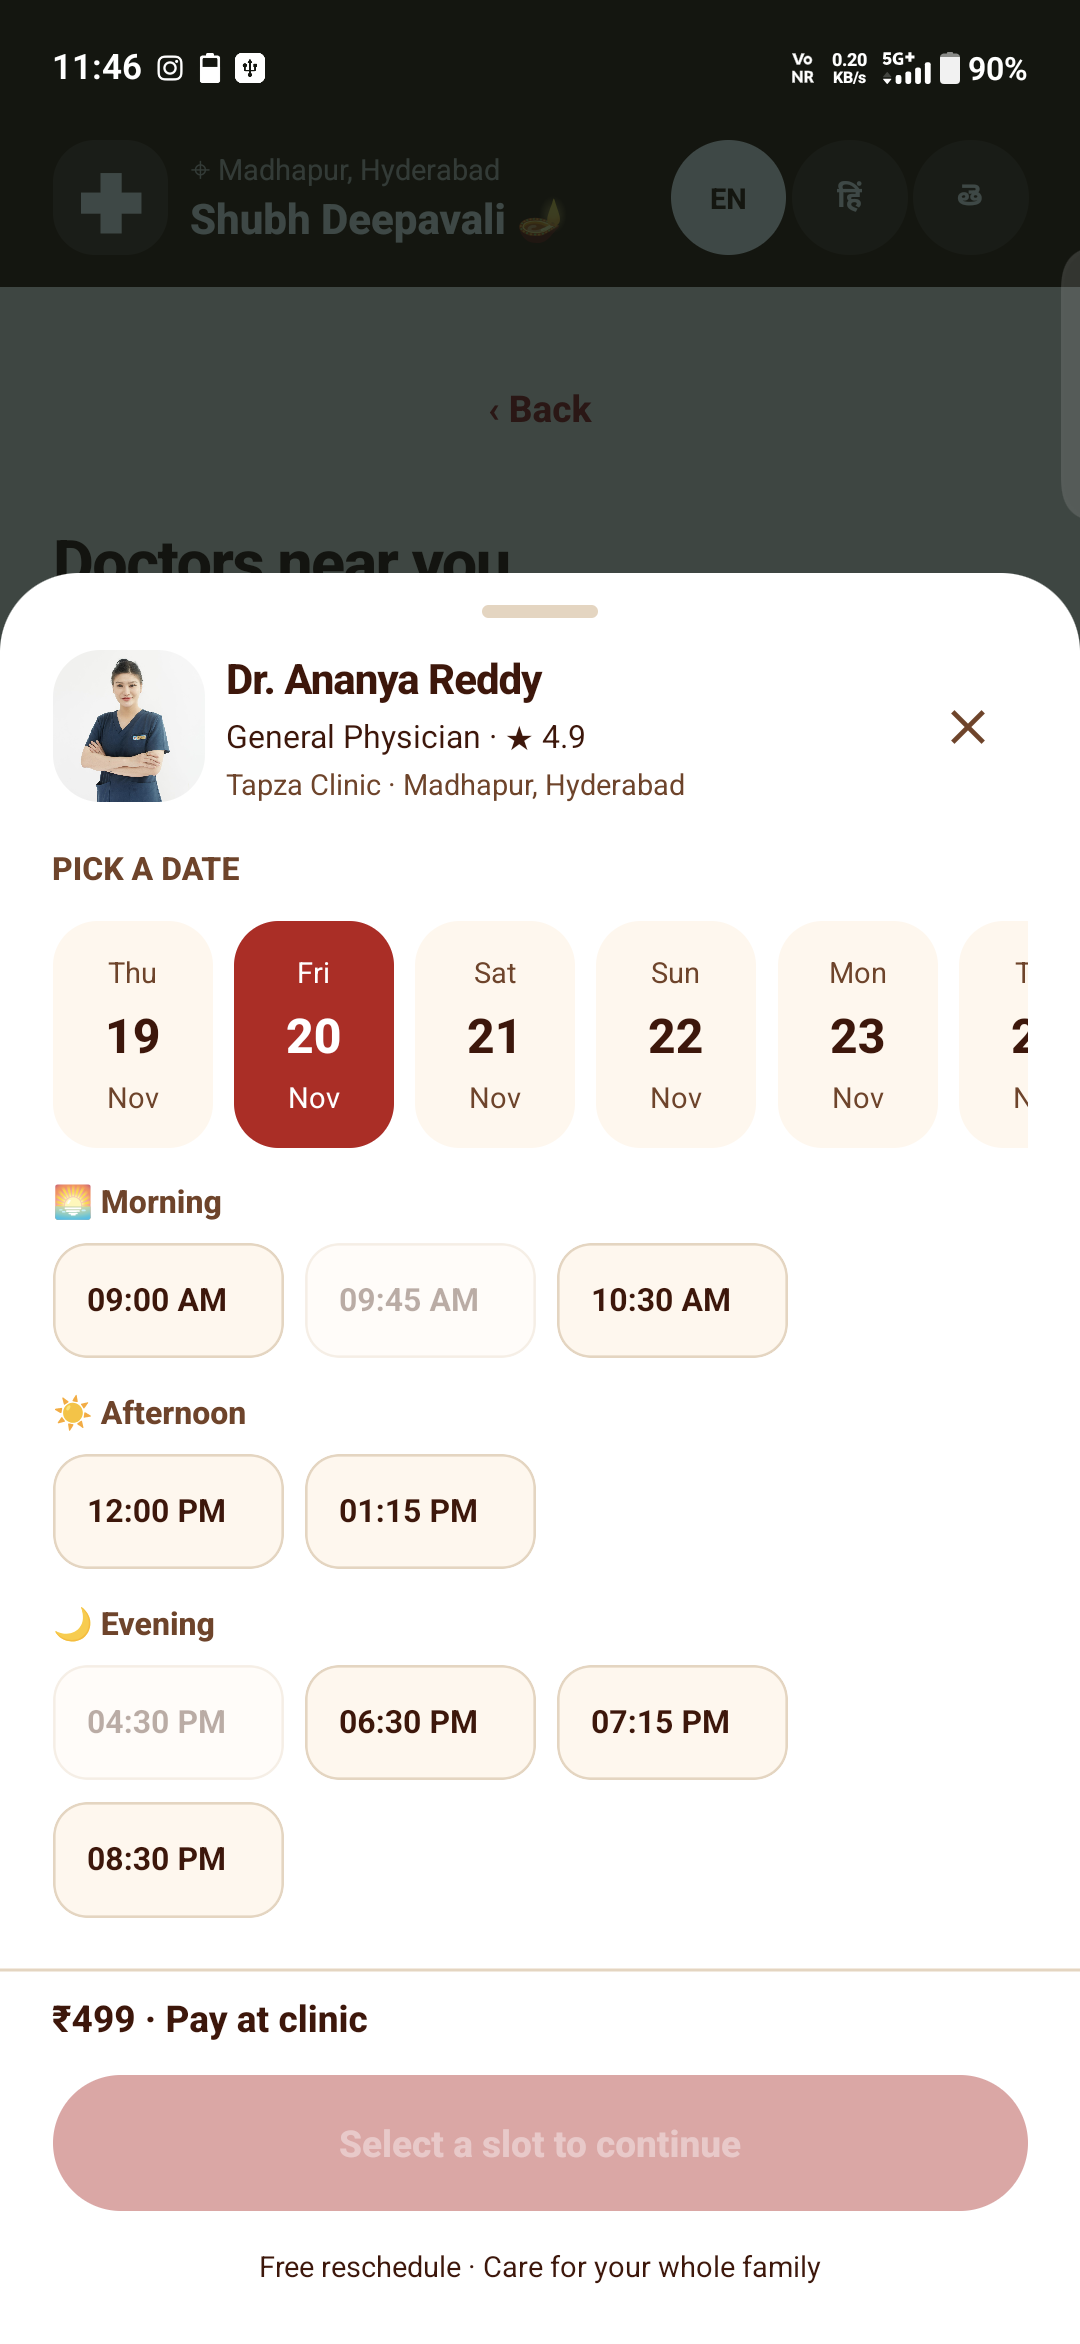 11:46
Vo NR 0.20 KB/s 5G+ 90%
Madhapur, Hyderabad
Shubh Deepavali
EN हिं తె
‹ Back
Doctors near you
Dr. Ananya Reddy
General Physician · ★ 4.9
Tapza Clinic · Madhapur, Hyderabad
PICK A DATE
Thu Fri Sat Sun Mon
19 20 21 22 23
Nov Nov Nov Nov Nov
Morning
09:00 AM 09:45 AM 10:30 AM
Afternoon
12:00 PM 01:15 PM
Evening
04:30 PM 06:30 PM 07:15 PM
08:30 PM
₹499 · Pay at clinic
Select a slot to continue
Free reschedule · Care for your whole family